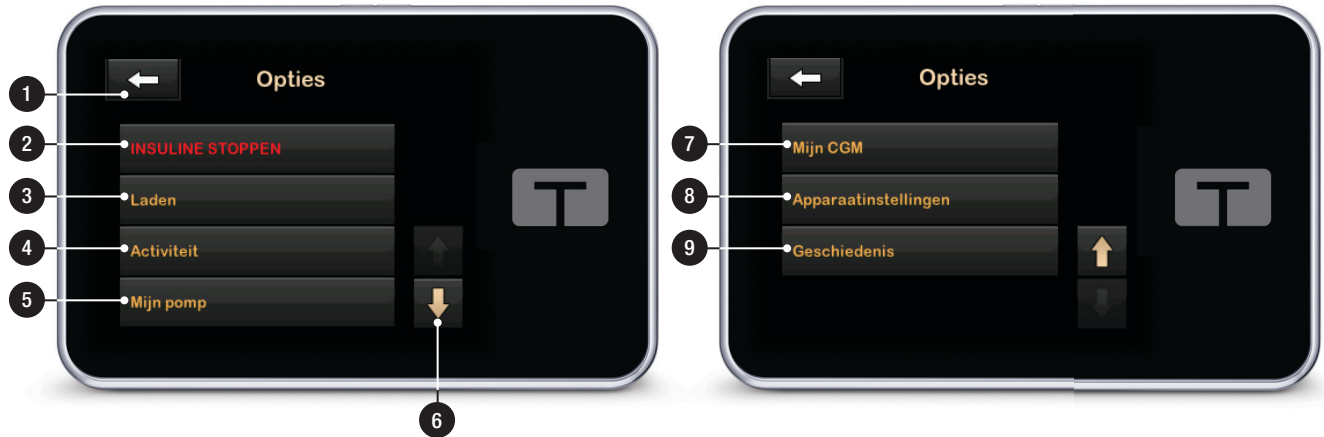 Opties
1
2 INSULINE STOPPEN
3 Laden
4 Activiteit
5 Mijn pomp
6
Opties
7 Mijn CGM
8 Apparaatinstellingen
9 Geschiedenis